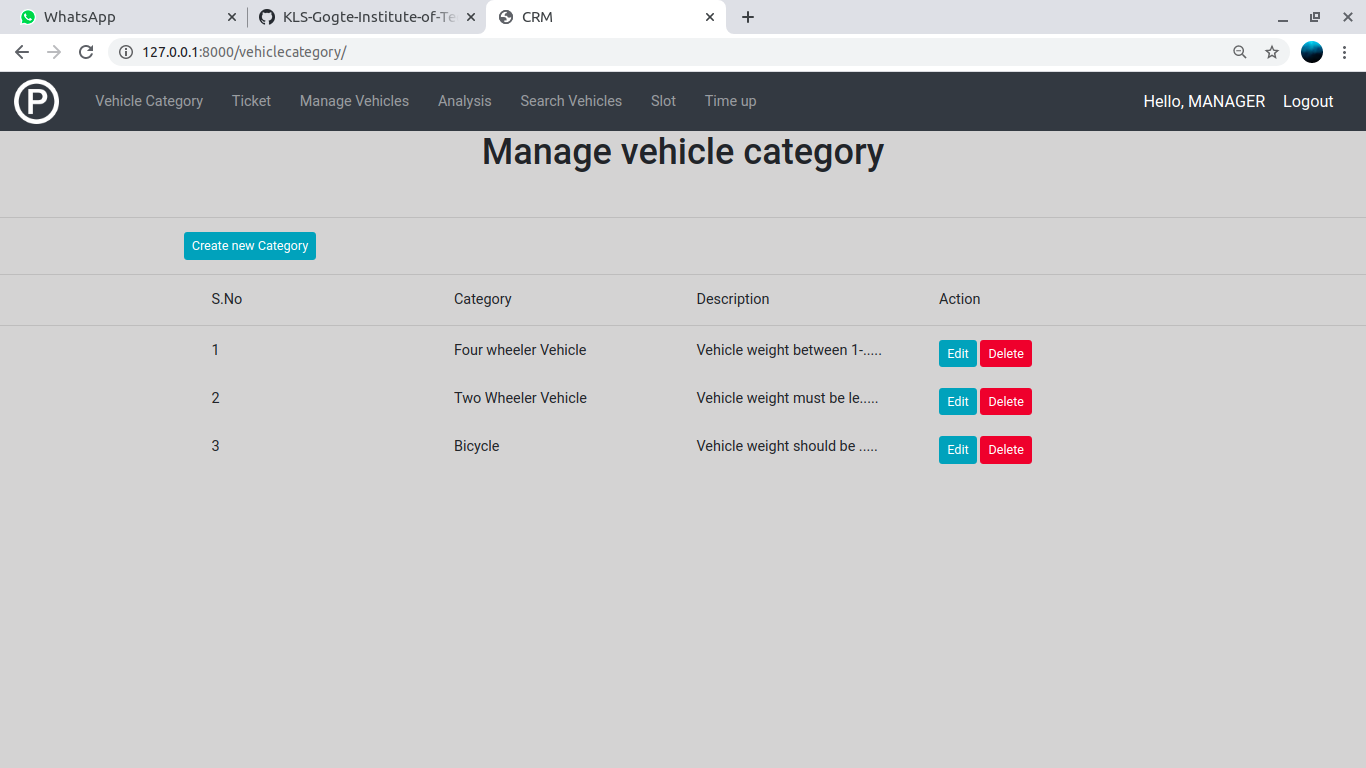 WhatsApp KLS-Gogte-Institute-of-Te CRM
127.0.0.1:8000/vehiclecategory/
P Vehicle Category Ticket Manage Vehicles Analysis Search Vehicles Slot Time up Hello, MANAGER Logout
Manage vehicle category
Create new Category
S.No Category Description Action
1 Four wheeler Vehicle Vehicle weight between 1-..... Edit Delete
2 Two Wheeler Vehicle Vehicle weight must be le..... Edit Delete
3 Bicycle Vehicle weight should be ..... Edit Delete